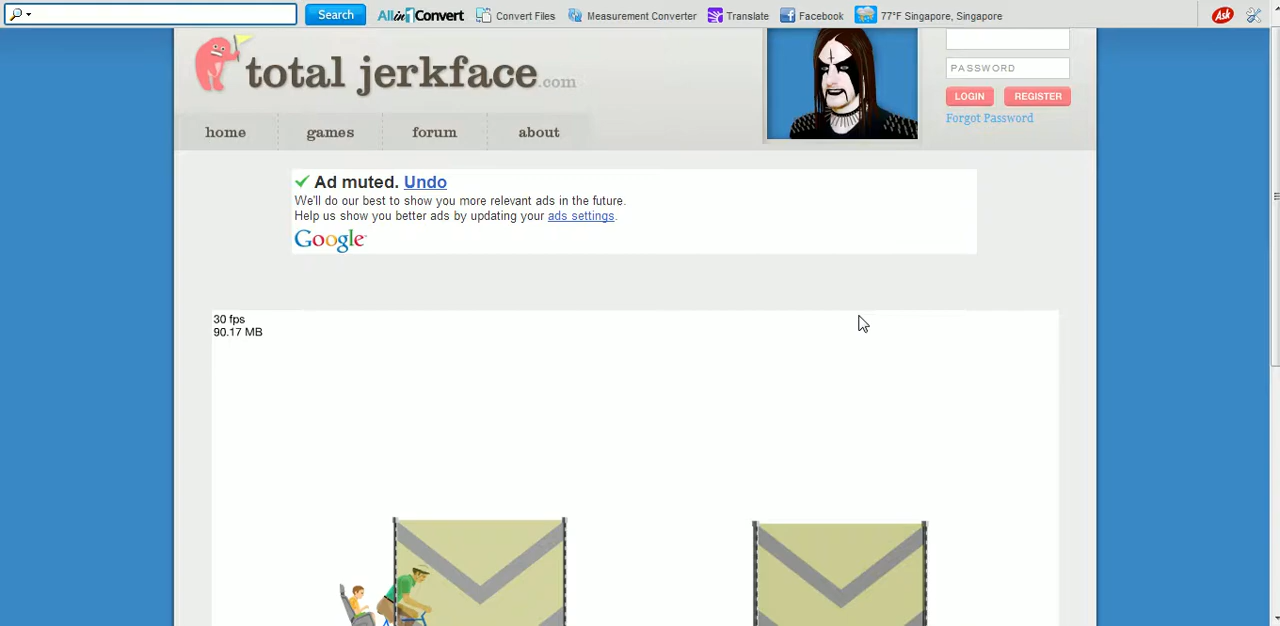 Search
All in 1 Convert
Convert Files
Measurement Converter
Translate
Facebook
77°F Singapore, Singapore
Ask
total jerkface.com
PASSWORD
LOGIN
REGISTER
Forgot Password
home
games
forum
about
Ad muted. Undo
We'll do our best to show you more relevant ads in the future.
Help us show you better ads by updating your ads settings.
Google
30 fps
90.17 MB